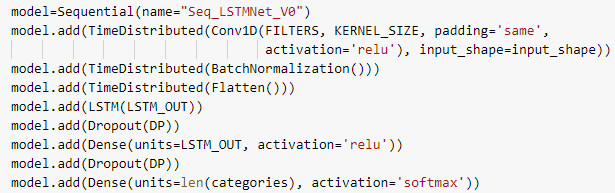 model=Sequential(name="Seq_LSTMNet_V0")
model.add(TimeDistributed(Conv1D(FILTERS, KERNEL_SIZE, padding='same',
activation='relu'), input_shape=input_shape))
model.add(TimeDistributed(BatchNormalization()))
model.add(TimeDistributed(Flatten()))
model.add(LSTM(LSTM_OUT))
model.add(Dropout(DP))
model.add(Dense(units=LSTM_OUT, activation='relu'))
model.add(Dropout(DP))
model.add(Dense(units=len(categories), activation='softmax'))